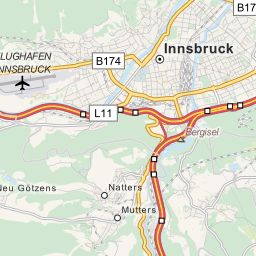 B17
Innsbruck
B174
FLUGHAFEN
INNSBRUCK
L11
Bergisel
Neu Götzens
Natters
Mutters